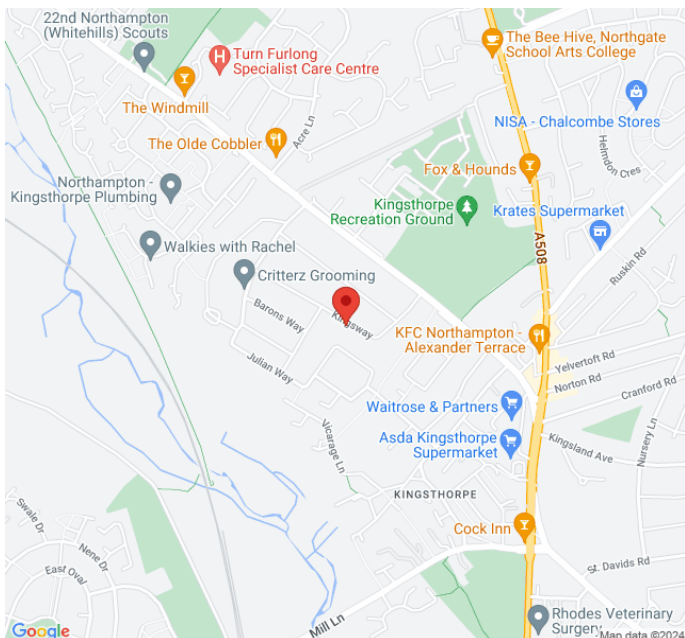 22nd Northampton
(Whitehills) Scouts
H
Turn Furlong
Specialist Care Centre
The Bee Hive, Northgate
School Arts College
The Windmill
NISA - Chalcombe Stores
The Olde Cobbler
Acre Ln
Helmdon Cres
Fox & Hounds
Northampton -
Kingsthorpe Plumbing
Kingsthorpe
Recreation Ground
Krates Supermarket
A508
Walkies with Rachel
Ruskin Rd
Critterz Grooming
Barons Way
Kingsway
KFC Northampton -
Alexander Terrace
Yelvertoft Rd
Julian Way
Norton Rd
Cranford Rd
Waitrose & Partners
Vicarage Ln
Asda Kingsthorpe
Supermarket
Kingsland Ave
Nursery Ln
KINGSTHORPE
Swale Dr
Cock Inn
Nene Dr
East Oval
St. Davids Rd
Mill Ln
Rhodes Veterinary
Surgery
Google
Map data ©2024